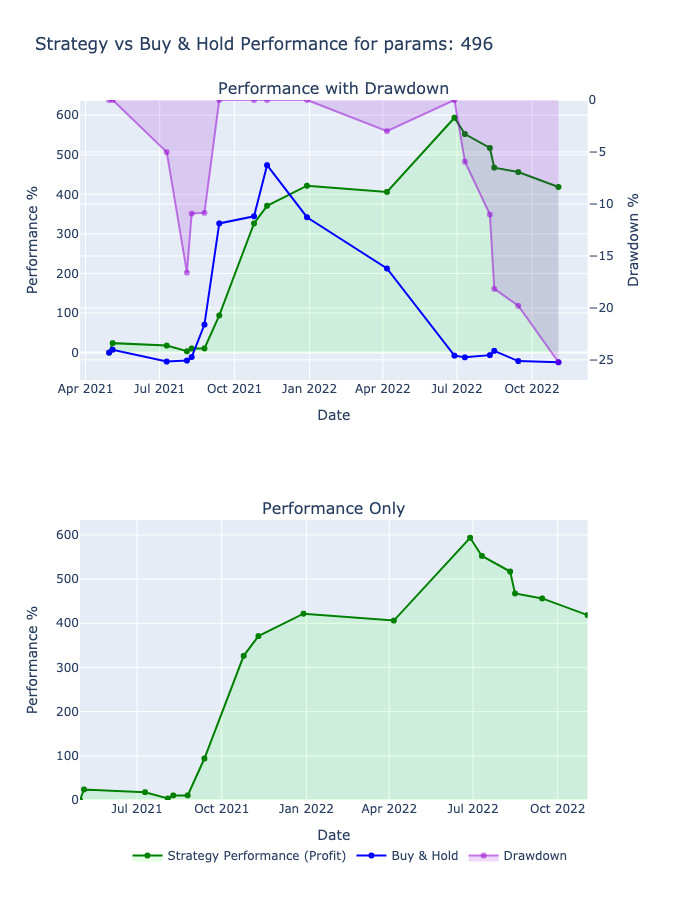 Strategy vs Buy & Hold Performance for params: 496
Performance with Drawdown
600
500
400
300
200
100
0
Performance %
0
−5
−10
−15
−20
−25
Drawdown %
Apr 2021 Jul 2021 Oct 2021 Jan 2022 Apr 2022 Jul 2022 Oct 2022
Date
Performance Only
600
500
400
300
200
100
0
Performance %
Jul 2021 Oct 2021 Jan 2022 Apr 2022 Jul 2022 Oct 2022
Date
Strategy Performance (Profit) Buy & Hold Drawdown